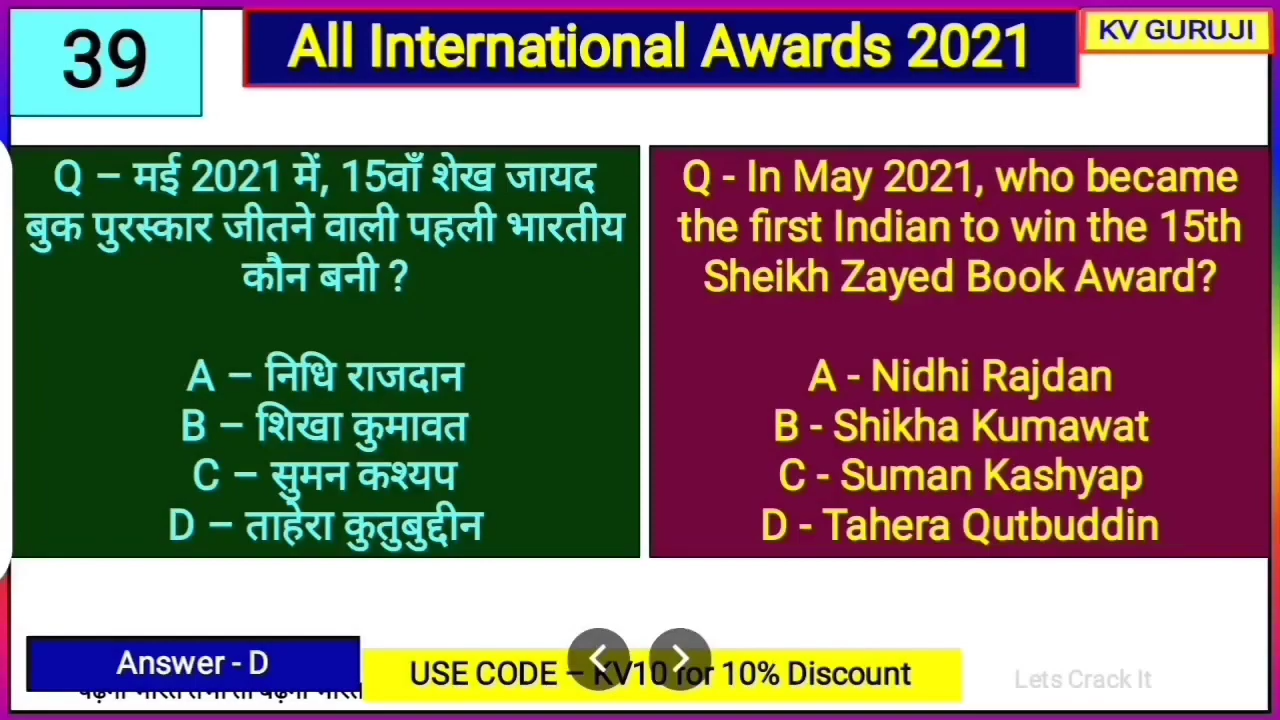 39
All International Awards 2021
KV GURUJI
Q – मई 2021 में, 15वाँ शेख जायद
बुक पुरस्कार जीतने वाली पहली भारतीय
कौन बनी ?
A – निधि राजदान
B – शिखा कुमावत
C – सुमन कश्यप
D – ताहेरा कुतुबुद्दीन
Q - In May 2021, who became
the first Indian to win the 15th
Sheikh Zayed Book Award?
A - Nidhi Rajdan
B - Shikha Kumawat
C - Suman Kashyap
D - Tahera Qutbuddin
Answer - D
USE CODE – KV10 for 10% Discount
Lets Crack It